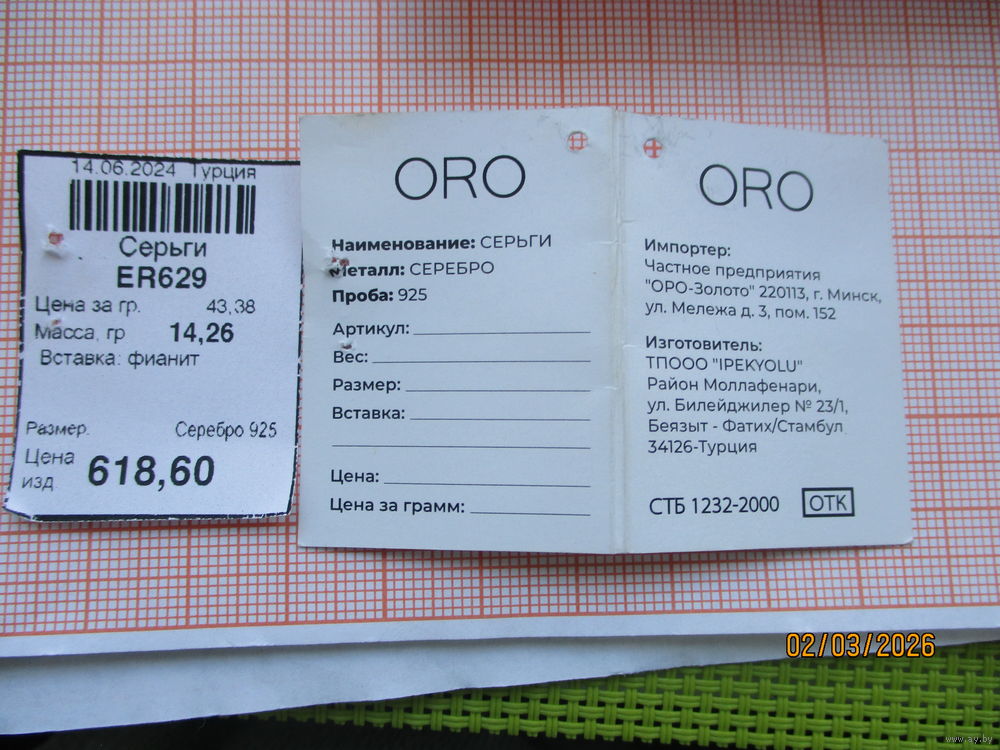 14.06.2024 Турция
Серьги
ER629
Цена за гр. 43,38
Масса, гр 14,26
Вставка: фианит
Размер. Серебро 925
Цена
изд 618,60
ORO
Наименование: СЕРЬГИ
Металл: СЕРЕБРО
Проба: 925
Артикул:
Вес:
Размер:
Вставка:
Цена:
Цена за грамм:
ORO
Импортер:
Частное предприятия
"ОРО-Золото" 220113, г. Минск,
ул. Мележа д. 3, пом. 152
Изготовитель:
ТПООО "IPEKYOLU"
Район Моллафенари,
ул. Билейджилер № 23/1,
Беязыт - Фатих/Стамбул
34126-Турция
СТБ 1232-2000 ОТК
02/03/2026
www.ay.by